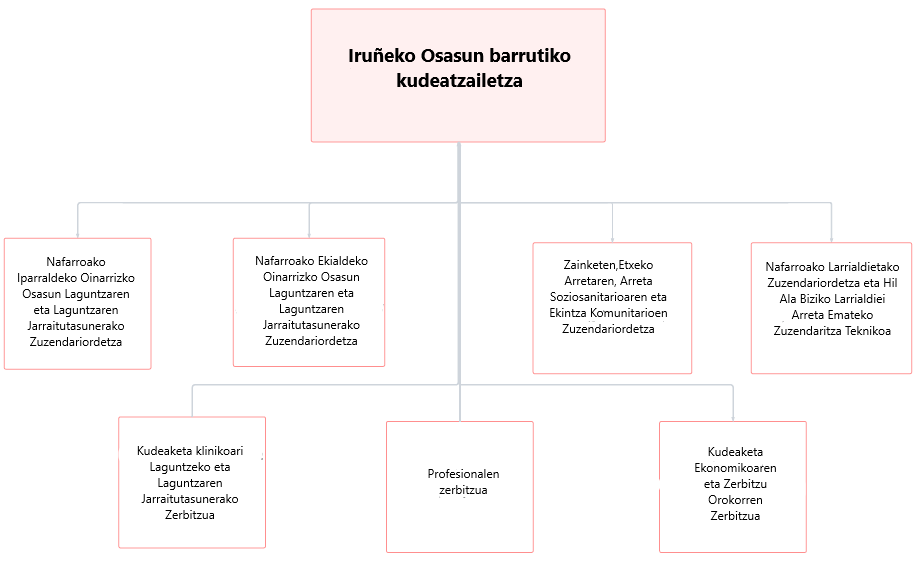 Iruñeko Osasun barrutiko
kudeatzailetza
Nafarroako
Iparraldeko Oinarrizko
Osasun Laguntzaren
eta Laguntzaren
Jarraitutasunerako
Zuzendariordetza
Nafarroako Ekialdeko
Oinarrizko Osasun
Laguntzaren eta
Laguntzaren
Jarraitutasunerako
Zuzendariordetza
Zainketen,Etxeko
Arretaren, Arreta
Soziosanitarioaren eta
Ekintza Komunitarioen
Zuzendariordetza
Nafarroako Larrialdietako
Zuzendariordetza eta Hil
Ala Biziko Larrialdiei
Arreta Emateko
Zuzendaritza Teknikoa
Kudeaketa klinikoari
Laguntzeko eta
Laguntzaren
Jarraitutasunerako
Zerbitzua
Profesionalen
zerbitzua
Kudeaketa
Ekonomikoaren
eta Zerbitzu
Orokorren
Zerbitzua